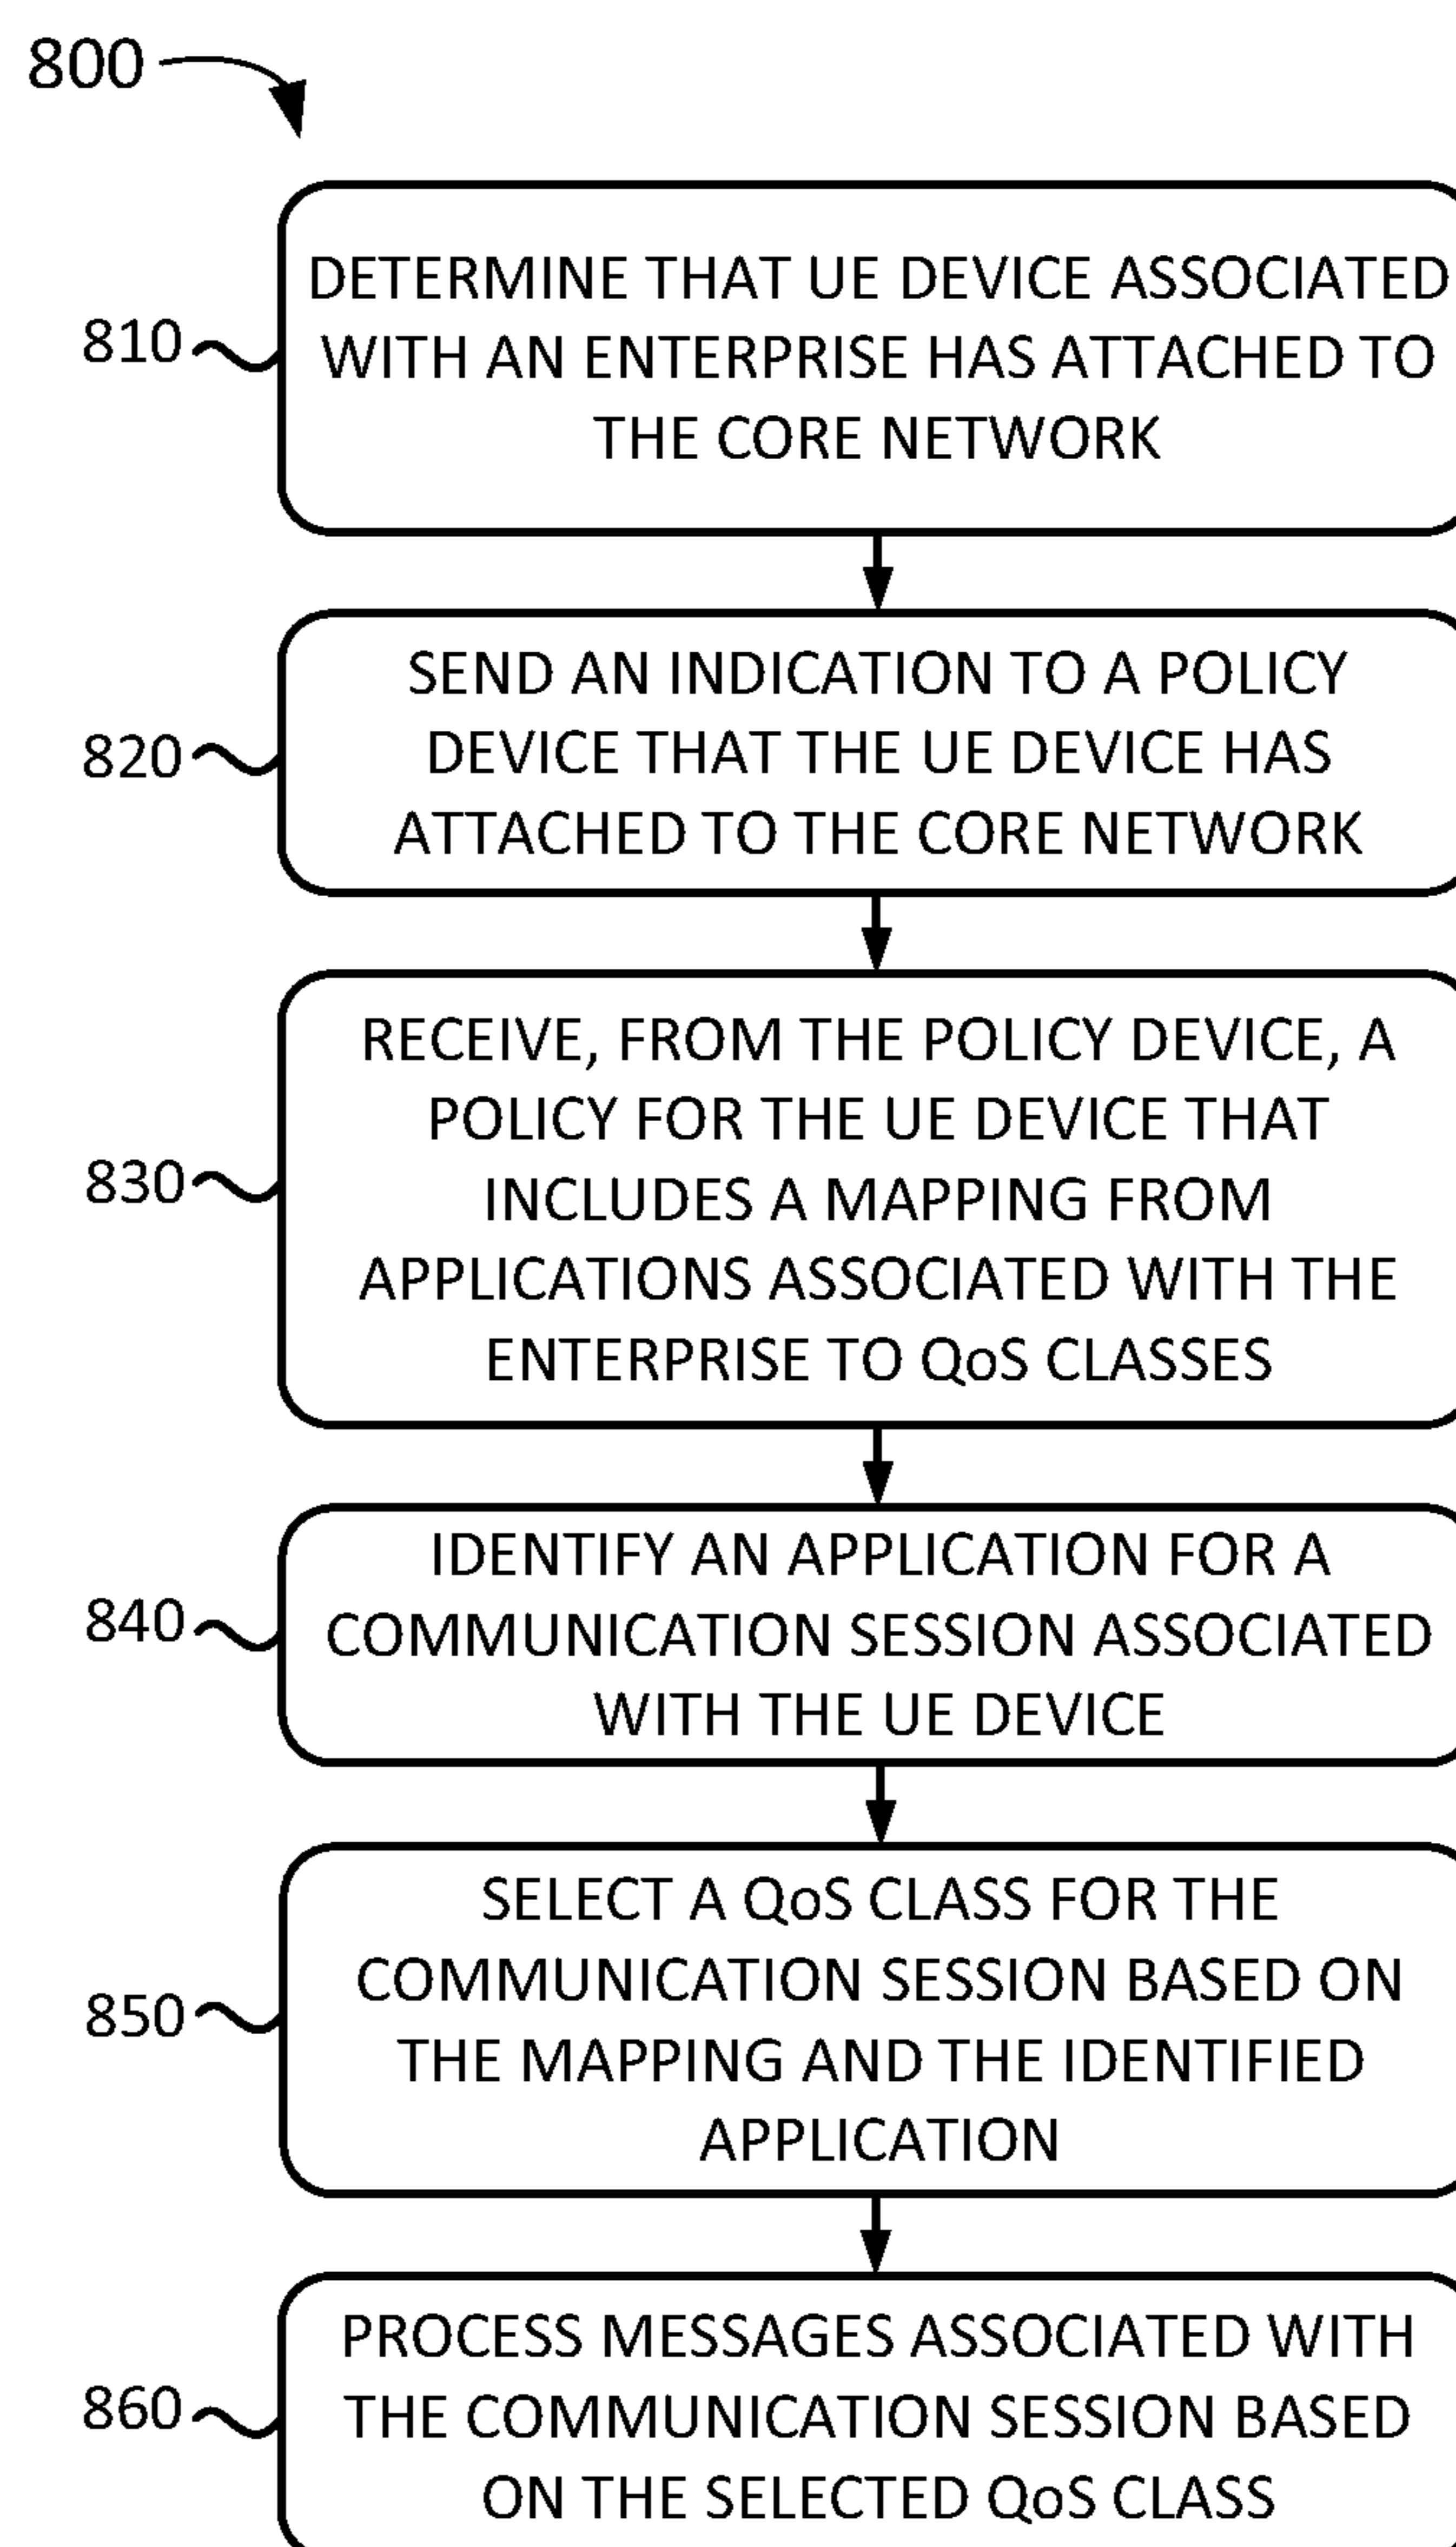 800
810
DETERMINE THAT UE DEVICE ASSOCIATED
WITH AN ENTERPRISE HAS ATTACHED TO
THE CORE NETWORK
820
SEND AN INDICATION TO A POLICY
DEVICE THAT THE UE DEVICE HAS
ATTACHED TO THE CORE NETWORK
830
RECEIVE, FROM THE POLICY DEVICE, A
POLICY FOR THE UE DEVICE THAT
INCLUDES A MAPPING FROM
APPLICATIONS ASSOCIATED WITH THE
ENTERPRISE TO QoS CLASSES
840
IDENTIFY AN APPLICATION FOR A
COMMUNICATION SESSION ASSOCIATED
WITH THE UE DEVICE
850
SELECT A QoS CLASS FOR THE
COMMUNICATION SESSION BASED ON
THE MAPPING AND THE IDENTIFIED
APPLICATION
860
PROCESS MESSAGES ASSOCIATED WITH
THE COMMUNICATION SESSION BASED
ON THE SELECTED QoS CLASS